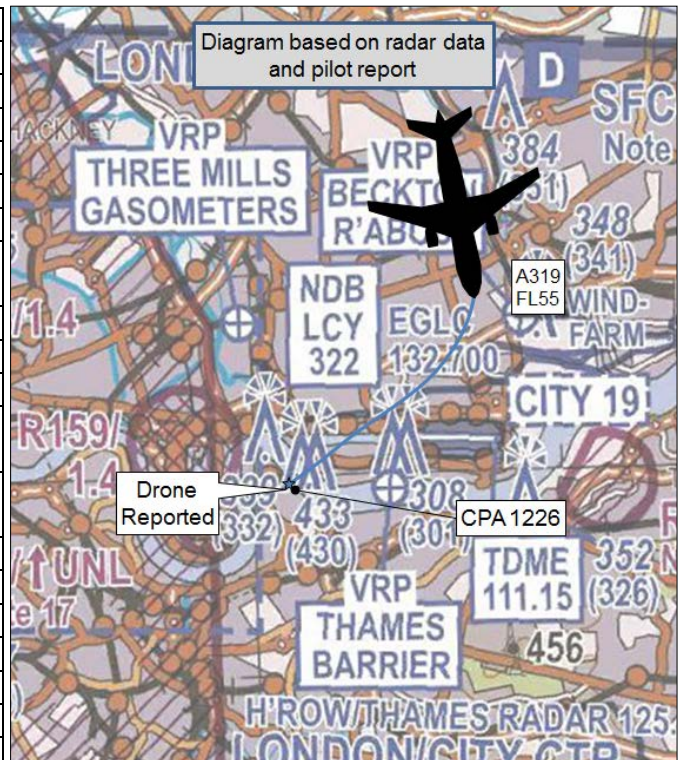 Diagram based on radar data
and pilot report
LON
D
SFC
HACKNEY
VRP
THREE MILLS
GASOMETERS
VRP
BECKTO
R'ABO
384
Note
348
(341)
A319
FL55
WIND-
FARM
NDB
LCY
322
EGLC
132.700
/1.4
CITY 19
R159/
1.4
Drone
Reported
(332)
433
(430)
308
CPA 1226
/↑UNL
17
TDME
111.15
352
(326)
VRP
THAMES
BARRIER
456
H'ROW/THAMES RADAR 125.
LONDON/CITY CTR